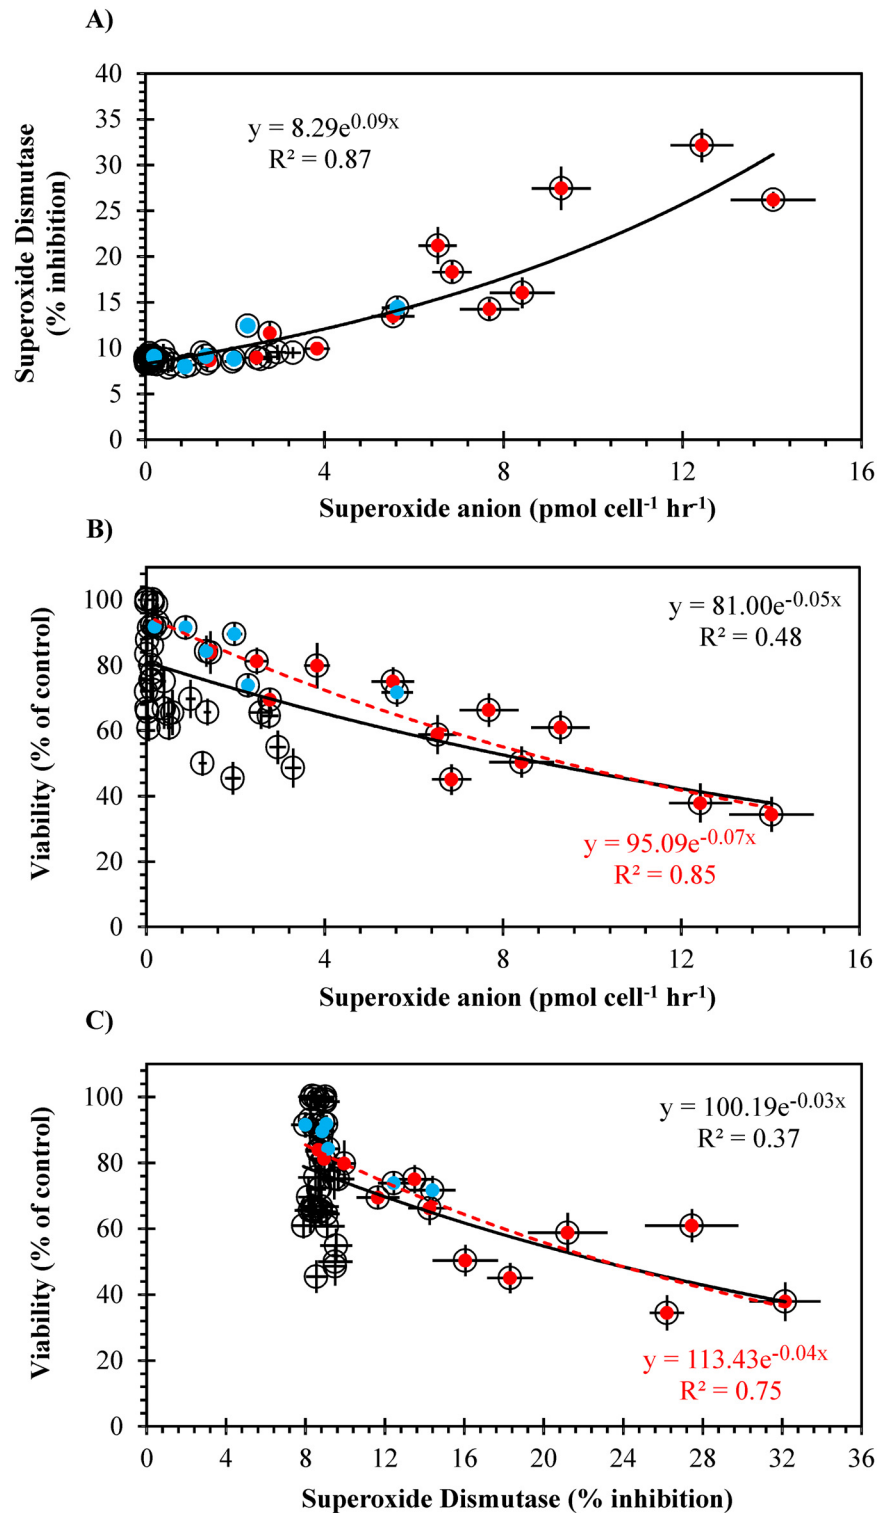 A)
40
35
30
25
20
15
10
5
0
Superoxide Dismutase
(% inhibition)
y = 8.29e^0.09x
R² = 0.87
0 4 8 12 16
Superoxide anion (pmol cell⁻¹ hr⁻¹)
B)
100
80
60
40
20
0
Viability (% of control)
y = 81.00e^-0.05x
R² = 0.48
y = 95.09e^-0.07x
R² = 0.85
0 4 8 12 16
Superoxide anion (pmol cell⁻¹ hr⁻¹)
C)
100
80
60
40
20
0
Viability (% of control)
y = 100.19e^-0.03x
R² = 0.37
y = 113.43e^-0.04x
R² = 0.75
0 4 8 12 16 20 24 28 32 36
Superoxide Dismutase (% inhibition)